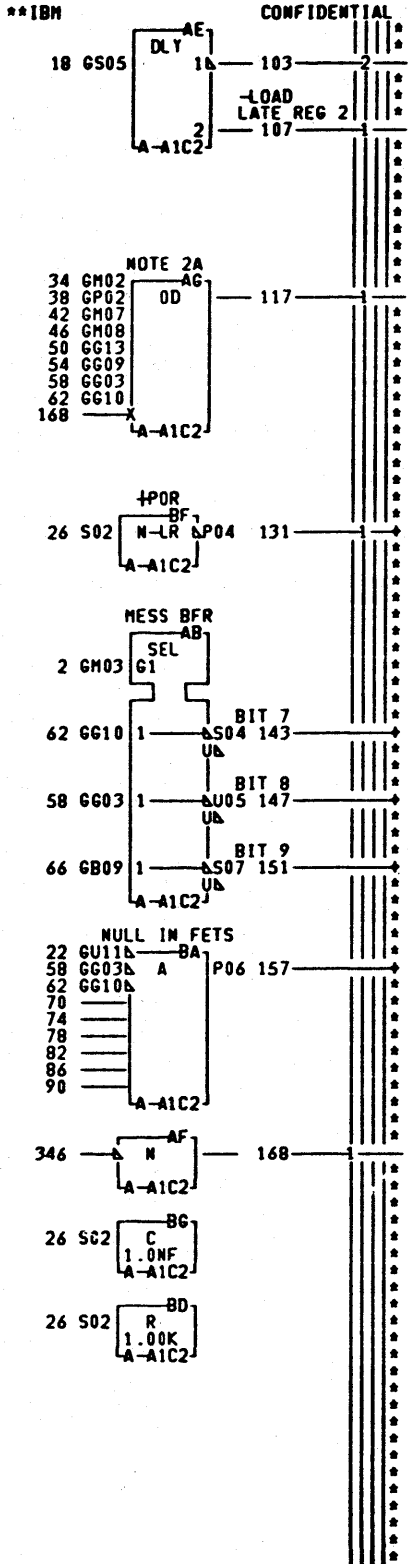 **IBM CONFIDENTIAL
AE
DLY
18 GS05 1 103 2
-LOAD
LATE REG 2
2 107 1
A-A1C2
NOTE 2A
34 GM02 AG
38 GP02 OD 117 1
42 GM07
46 GM08
50 GG13
54 GG09
58 GG03
62 GG10
168 X
A-A1C2
+POR
BF
26 S02 N-LR P04 131 1
A-A1C2
MESS BFR
AB
SEL
2 GM03 G1
BIT 7
62 GG10 1 S04 143
U
BIT 8
58 GG03 1 U05 147
U
BIT 9
66 GB09 1 S07 151
U
A-A1C2
NULL IN FETS
22 GU11 BA
58 GG03 A P06 157
62 GG10
70
74
78
82
86
90
A-A1C2
AF
346 N 168 1
A-A1C2
BG
26 S02 C
1.0NF
A-A1C2
BD
26 S02 R
1.00K
A-A1C2